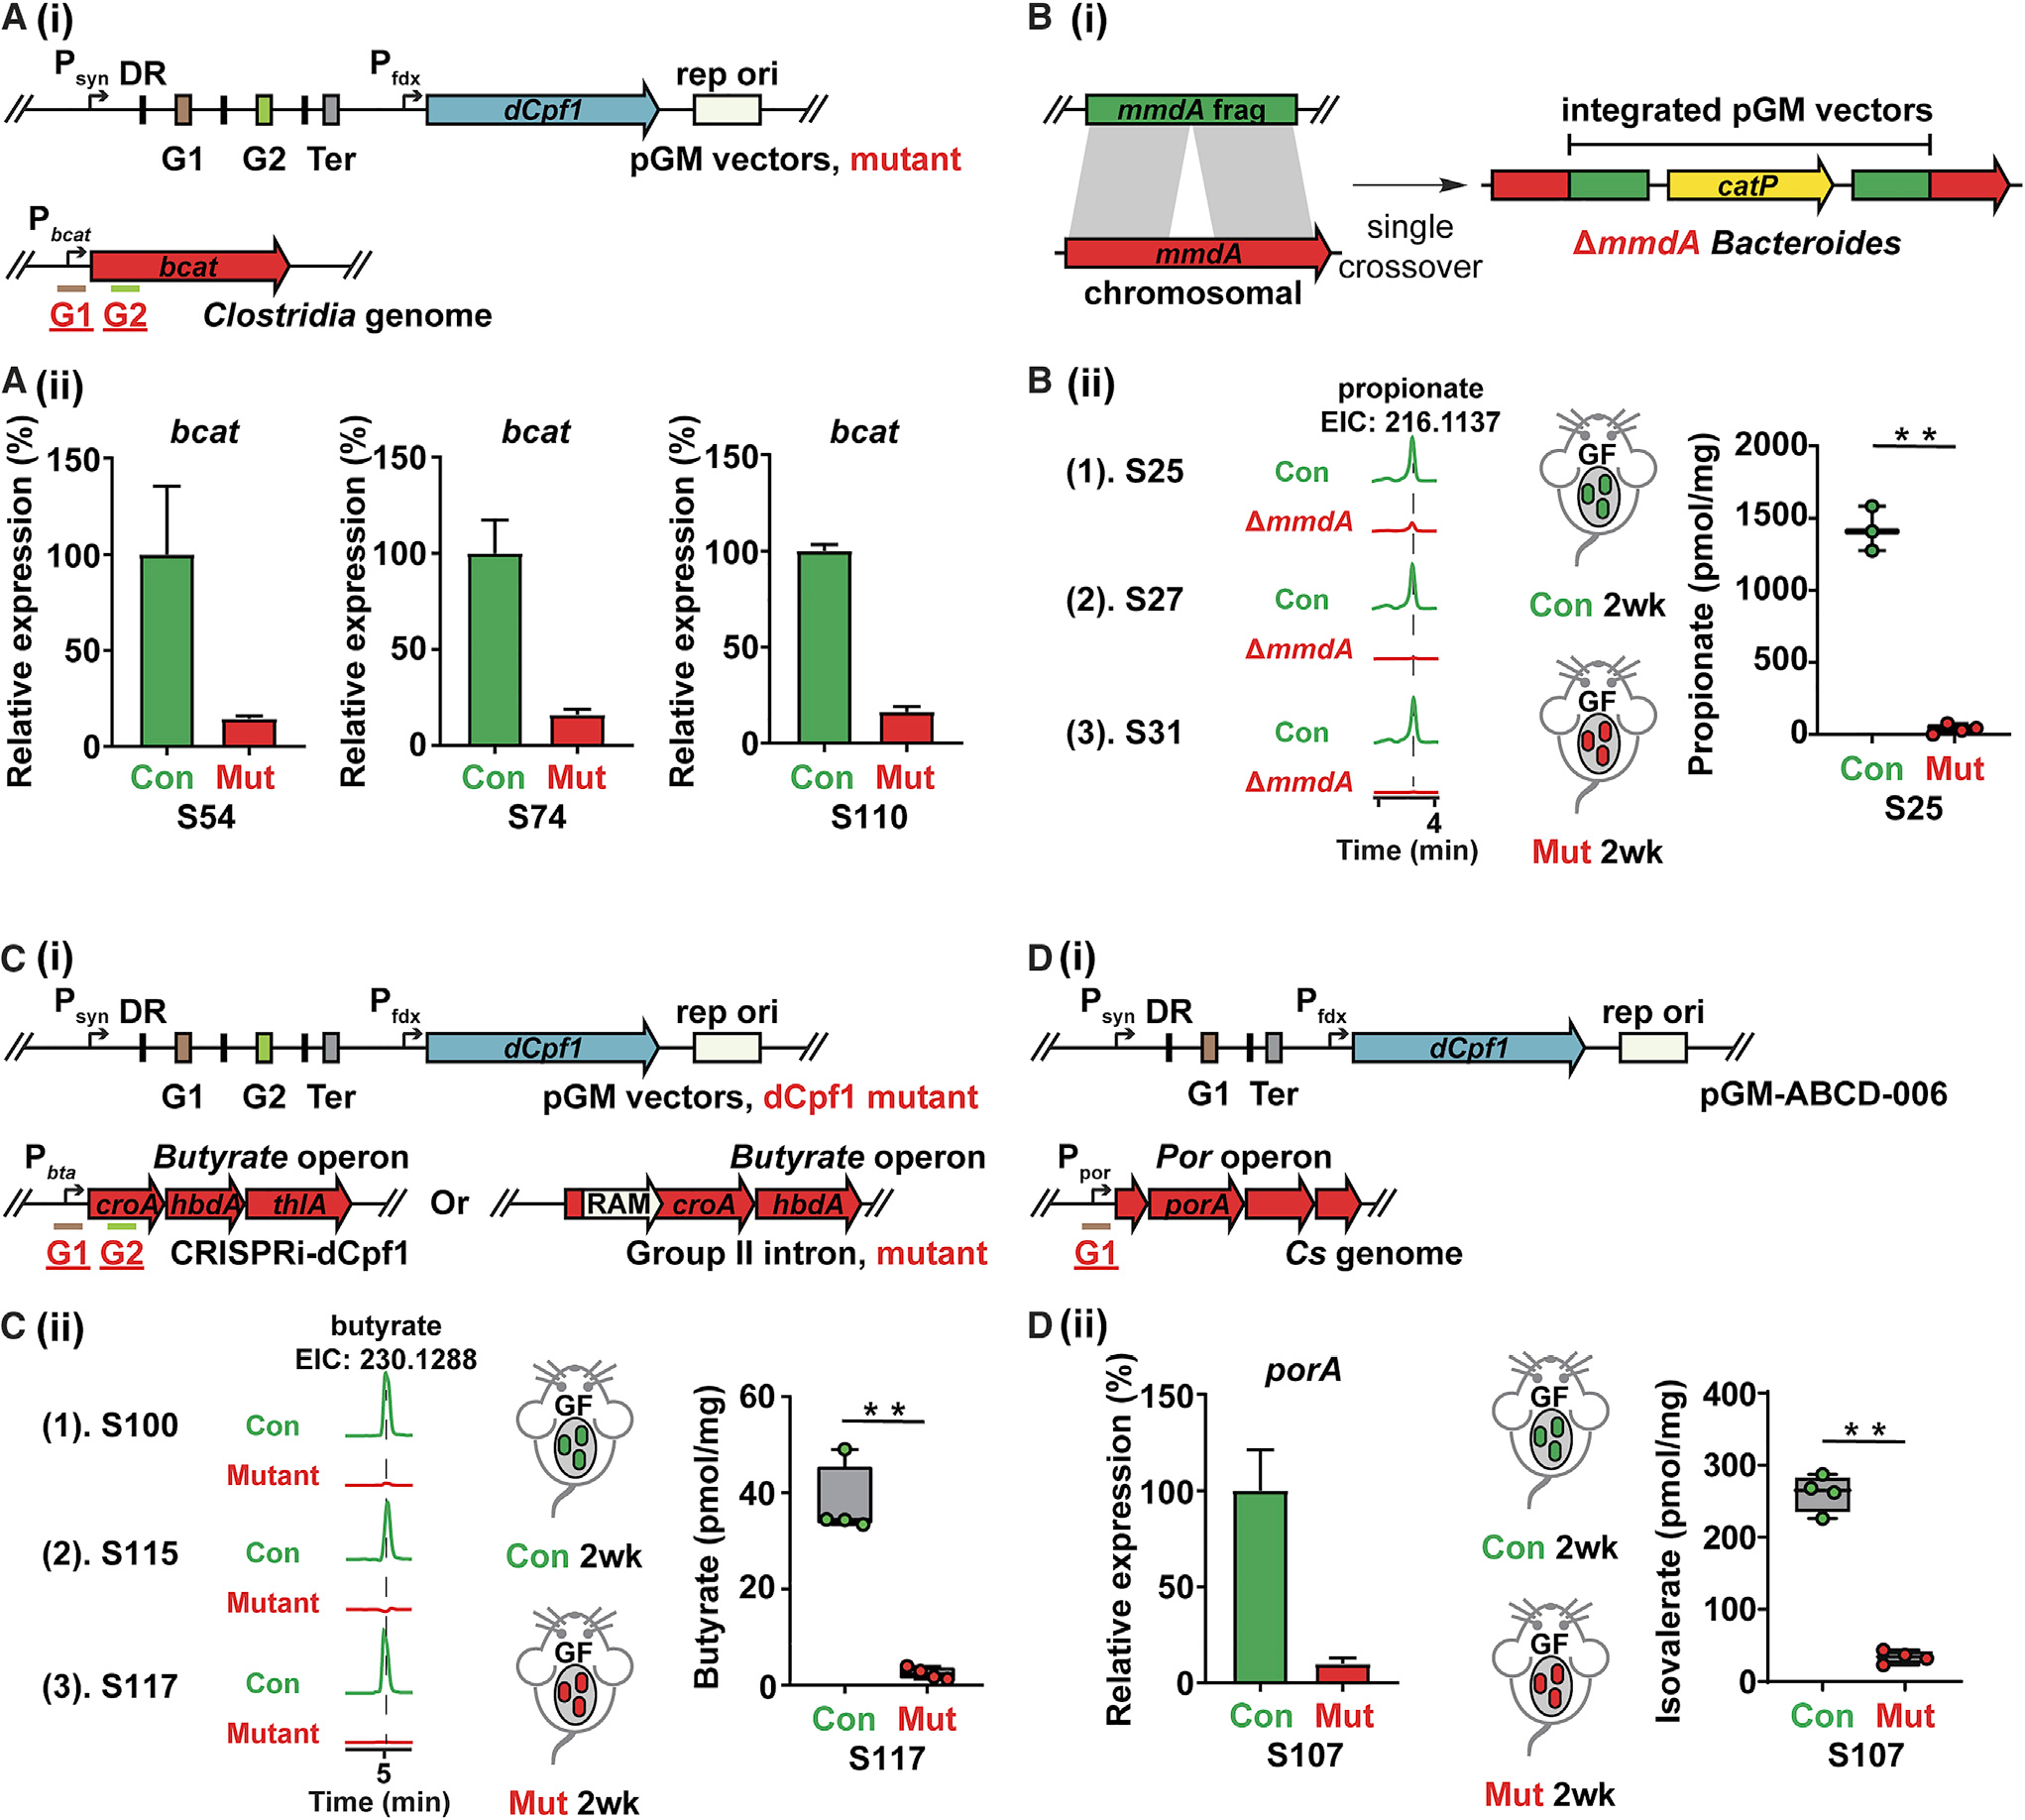 A (i)
Psyn DR Pfdx rep ori
dCpf1
G1 G2 Ter pGM vectors, mutant
Pbcat
bcat
G1 G2 Clostridia genome
B (i)
mmdA frag
integrated pGM vectors
catP
single
crossover
mmdA
chromosomal
ΔmmdA Bacteroides
A (ii)
bcat
Relative expression (%)
150
100
50
0
Con Mut
S54
bcat
Relative expression (%)
150
100
50
0
Con Mut
S74
bcat
Relative expression (%)
150
100
50
0
Con Mut
S110
B (ii)
propionate
EIC: 216.1137
(1). S25
Con
ΔmmdA
(2). S27
Con
ΔmmdA
(3). S31
Con
ΔmmdA
4
Time (min)
GF
Con 2wk
GF
Mut 2wk
Propionate (pmol/mg)
2000
1500
1000
500
0
* *
Con Mut
S25
C (i)
Psyn DR Pfdx rep ori
dCpf1
G1 G2 Ter
pGM vectors, dCpf1 mutant
Pbta Butyrate operon
croA hbdA thlA
G1 G2 CRISPRi-dCpf1
Or
Butyrate operon
RAM croA hbdA
Group II intron, mutant
D (i)
Psyn DR Pfdx rep ori
dCpf1
G1 Ter
pGM-ABCD-006
Ppor Por operon
porA
G1 Cs genome
C (ii)
butyrate
EIC: 230.1288
(1). S100
Con
Mutant
(2). S115
Con
Mutant
(3). S117
Con
Mutant
5
Time (min)
GF
Con 2wk
GF
Mut 2wk
Butyrate (pmol/mg)
60
40
20
0
* *
Con Mut
S117
D (ii)
porA
Relative expression (%)
150
100
50
0
Con Mut
S107
GF
Con 2wk
GF
Mut 2wk
Isovalerate (pmol/mg)
400
300
200
100
0
* *
Con Mut
S107